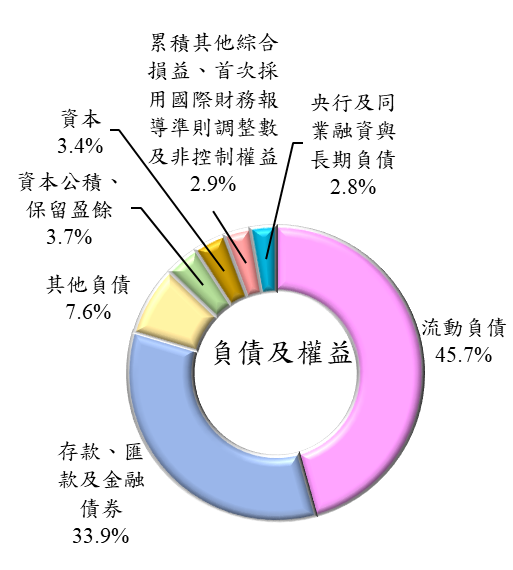 累積其他綜合
損益、首次採
用國際財務報
導準則調整數
及非控制權益
2.9%
央行及同
業融資與
長期負債
2.8%
資本
3.4%
資本公積、
保留盈餘
3.7%
其他負債
7.6%
負債及權益
流動負債
45.7%
存款、匯
款及金融
債券
33.9%